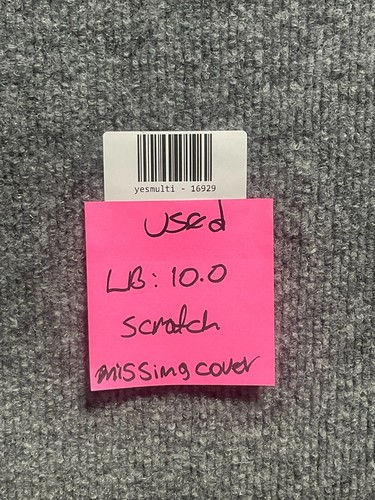 yesmulti - 16929
used
LB: 10.0
scratch
missing cover